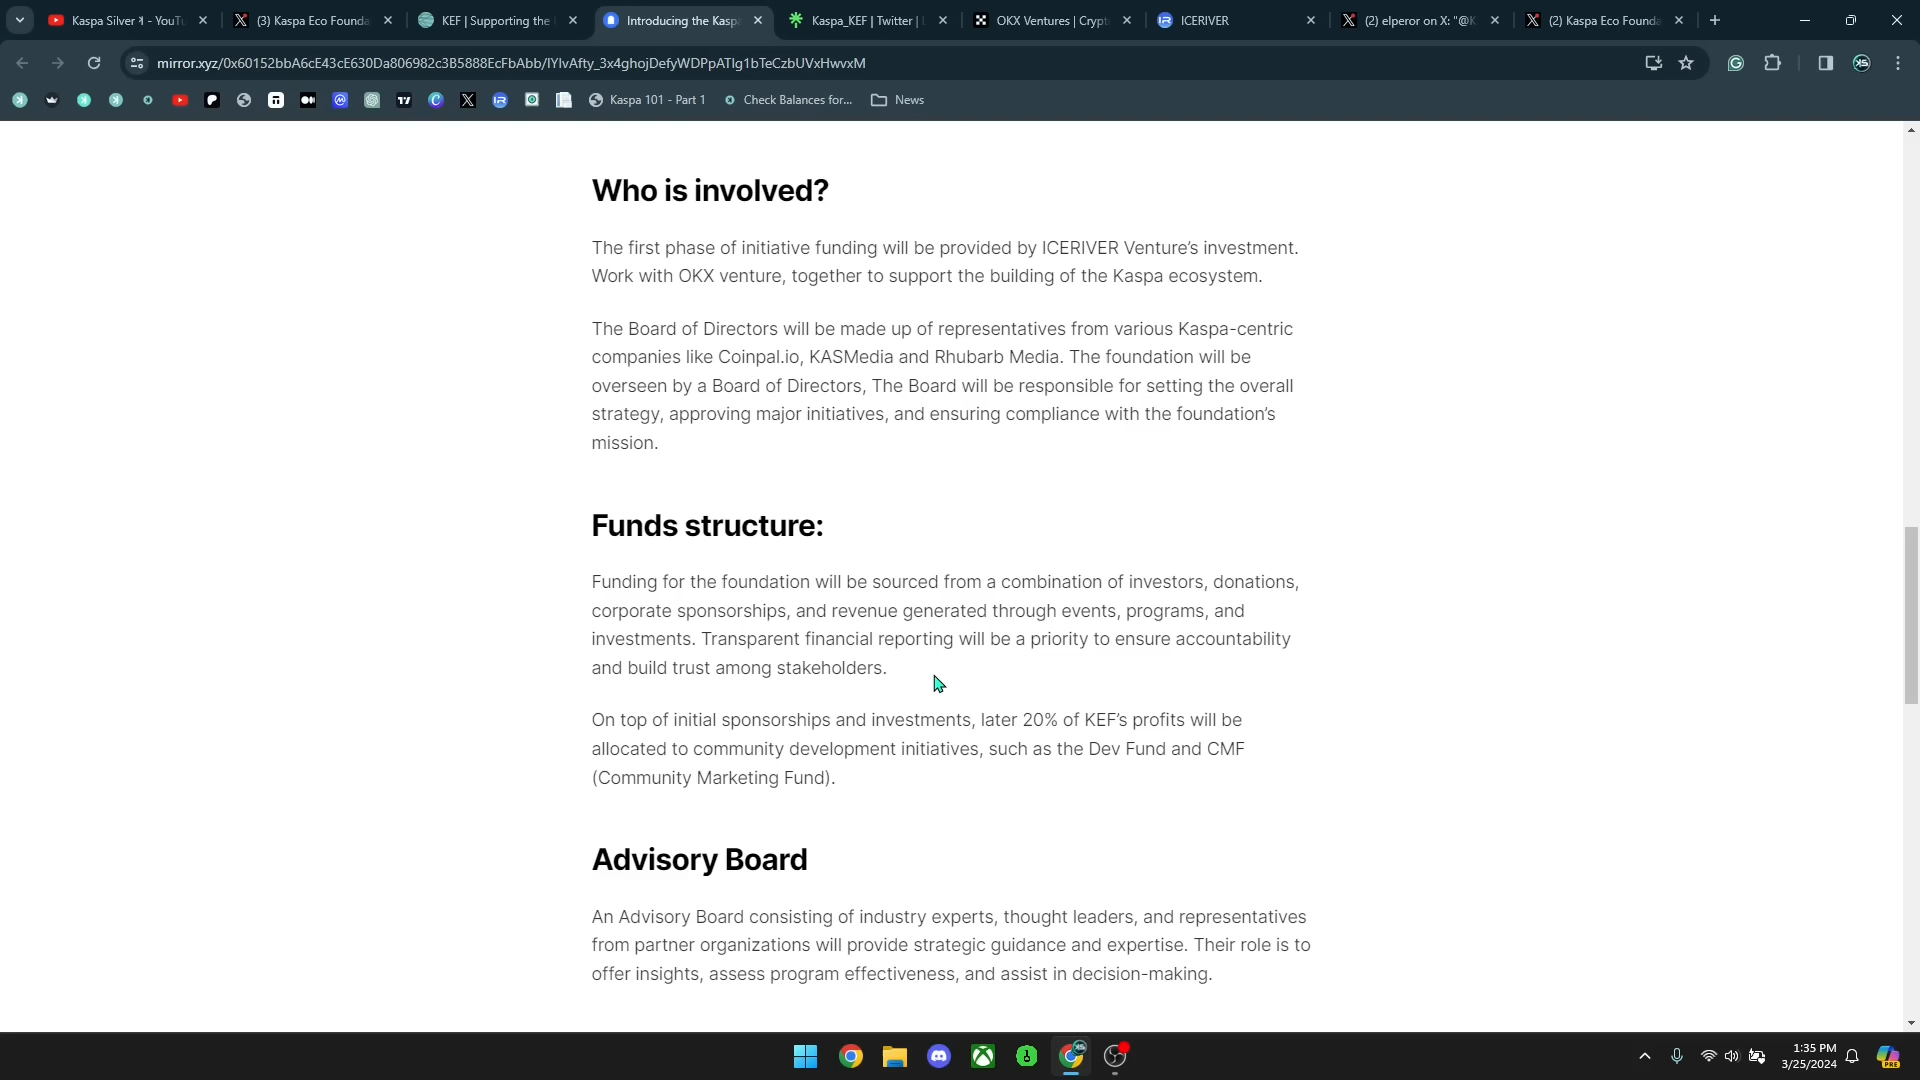 Kaspa Silver
- YouTu
(3) Kaspa Eco Founda
KEF | Supporting the
Introducing the Kasp
Kaspa_KEF | Twitter |
OKX Ventures | Crypt
ICERIVER
(2) elperor on X: "@K
(2) Kaspa Eco Founda
mirror.xyz/0x60152bbA6cE43cE630Da806982c3B5888EcFbAbb/IYIvAfty_3x4ghojDefyWDPpATIg1bTeCzbUVxHwvxM
Kaspa 101 - Part 1
Check Balances for...
News
Who is involved?
The first phase of initiative funding will be provided by ICERIVER Venture's investment.
Work with OKX venture, together to support the building of the Kaspa ecosystem.
The Board of Directors will be made up of representatives from various Kaspa-centric
companies like Coinpal.io, KASMedia and Rhubarb Media. The foundation will be
overseen by a Board of Directors, The Board will be responsible for setting the overall
strategy, approving major initiatives, and ensuring compliance with the foundation's
mission.
Funds structure:
Funding for the foundation will be sourced from a combination of investors, donations,
corporate sponsorships, and revenue generated through events, programs, and
investments. Transparent financial reporting will be a priority to ensure accountability
and build trust among stakeholders.
On top of initial sponsorships and investments, later 20% of KEF's profits will be
allocated to community development initiatives, such as the Dev Fund and CMF
(Community Marketing Fund).
Advisory Board
An Advisory Board consisting of industry experts, thought leaders, and representatives
from partner organizations will provide strategic guidance and expertise. Their role is to
offer insights, assess program effectiveness, and assist in decision-making.
1:35 PM
3/25/2024